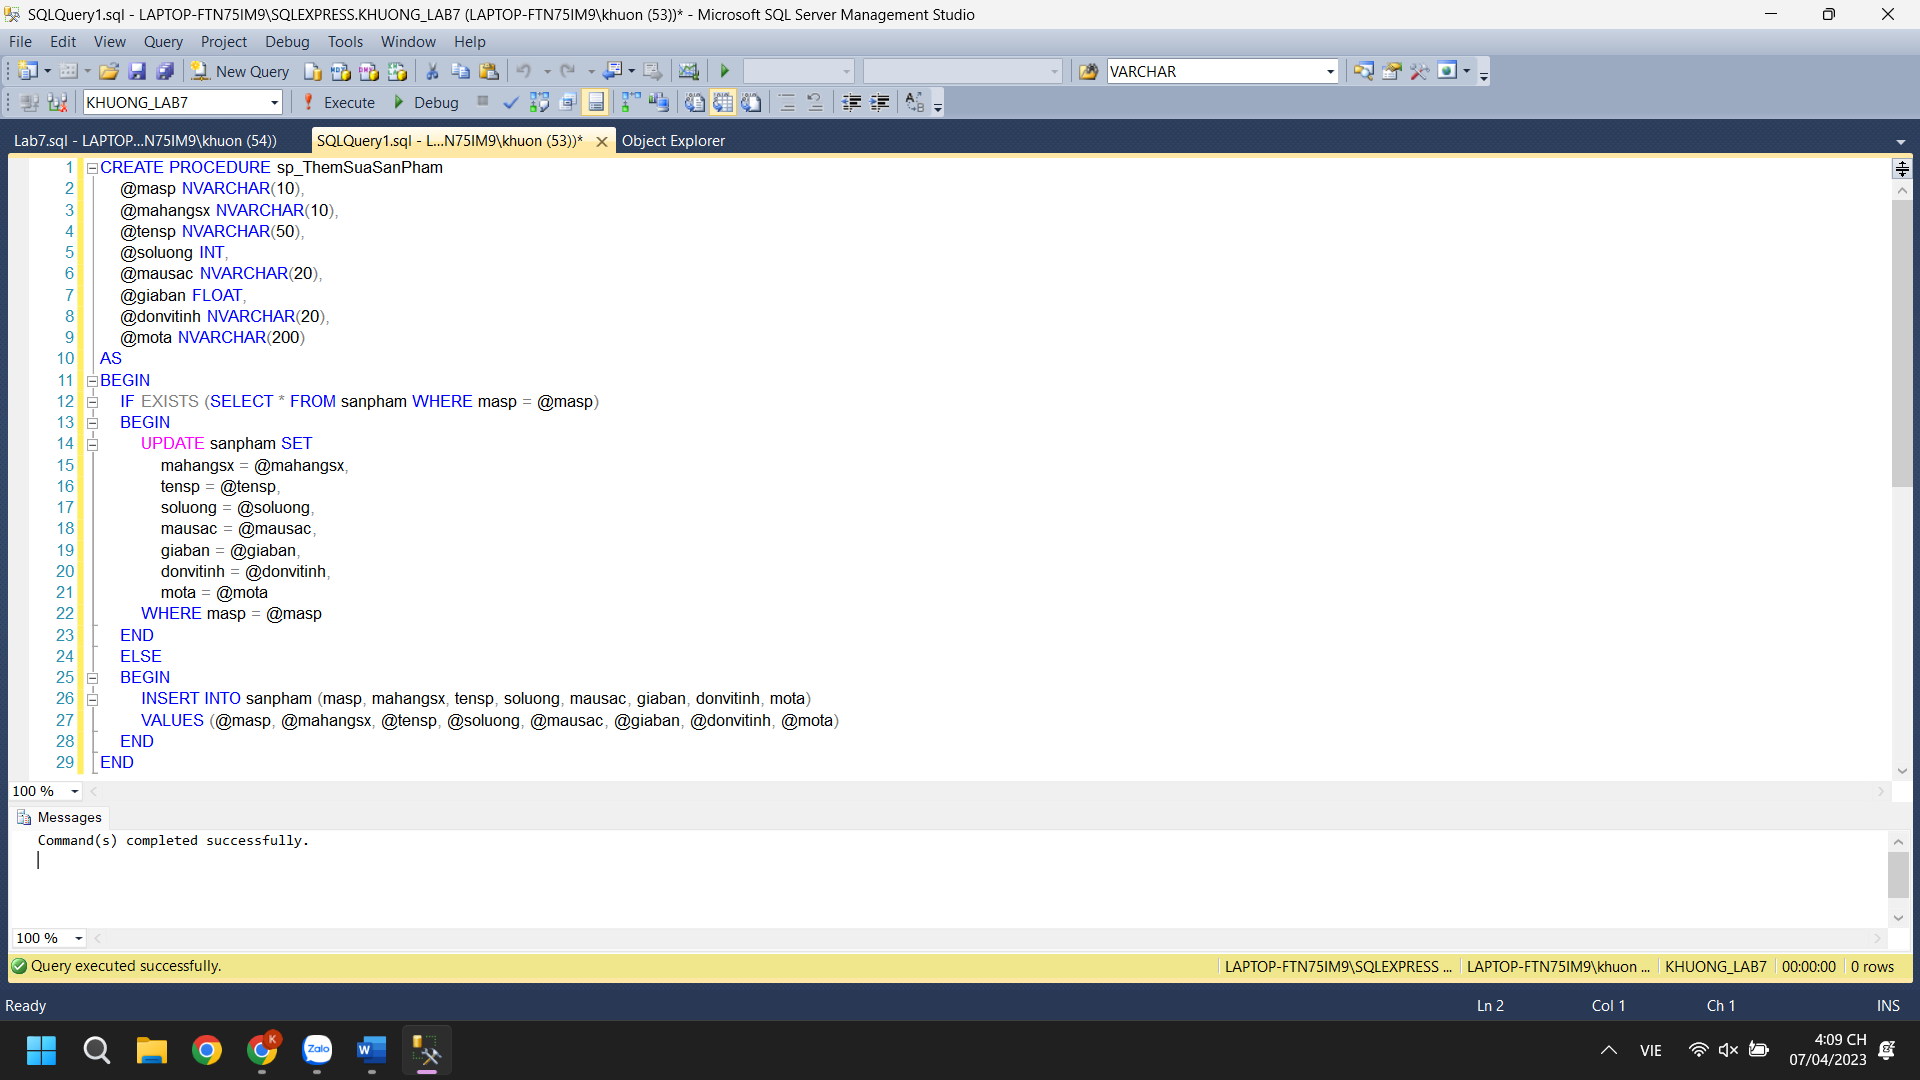 SQLQuery1.sql - LAPTOP-FTN75IM9\SQLEXPRESS.KHUONG_LAB7 (LAPTOP-FTN75IM9\khuon (53))* - Microsoft SQL Server Management Studio
File Edit View Query Project Debug Tools Window Help
New Query VARCHAR
KHUONG_LAB7 Execute Debug
Lab7.sql - LAPTOP...N75IM9\khuon (54)) SQLQuery1.sql - L...N75IM9\khuon (53))* Object Explorer
1 CREATE PROCEDURE sp_ThemSuaSanPham
2 @masp NVARCHAR(10),
3 @mahangsx NVARCHAR(10),
4 @tensp NVARCHAR(50),
5 @soluong INT,
6 @mausac NVARCHAR(20),
7 @giaban FLOAT,
8 @donvitinh NVARCHAR(20),
9 @mota NVARCHAR(200)
10 AS
11 BEGIN
12 IF EXISTS (SELECT * FROM sanpham WHERE masp = @masp)
13 BEGIN
14 UPDATE sanpham SET
15 mahangsx = @mahangsx,
16 tensp = @tensp,
17 soluong = @soluong,
18 mausac = @mausac,
19 giaban = @giaban,
20 donvitinh = @donvitinh,
21 mota = @mota
22 WHERE masp = @masp
23 END
24 ELSE
25 BEGIN
26 INSERT INTO sanpham (masp, mahangsx, tensp, soluong, mausac, giaban, donvitinh, mota)
27 VALUES (@masp, @mahangsx, @tensp, @soluong, @mausac, @giaban, @donvitinh, @mota)
28 END
29 END
100 %
Messages
Command(s) completed successfully.
100 %
Query executed successfully. LAPTOP-FTN75IM9\SQLEXPRESS ... LAPTOP-FTN75IM9\khuon ... KHUONG_LAB7 00:00:00 0 rows
Ready Ln 2 Col 1 Ch 1 INS
K Zalo W VIE 4:09 CH
07/04/2023